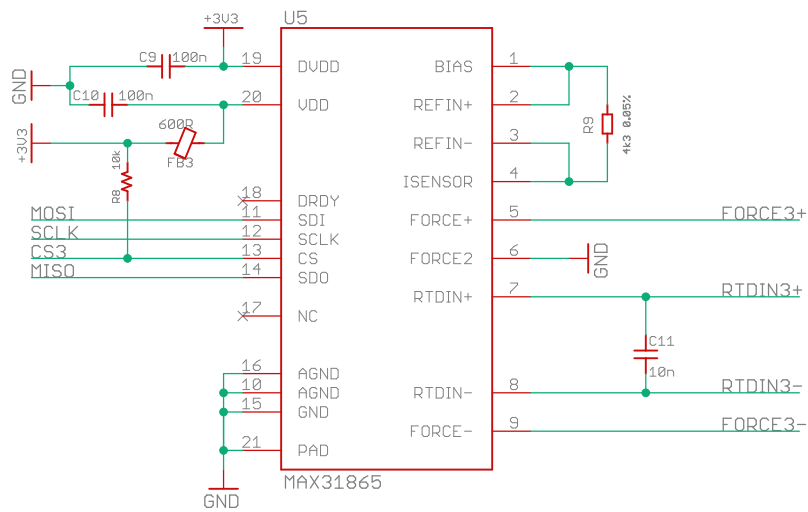 +3V3 U5
C9 100n 19 DVDD BIAS 1
GND
C10 100n 20 VDD REFIN+ 2
R9 4k3 0.05%
600R
+3V3 FB3 REFIN- 3
R8 10k
ISENSOR 4
18 DRDY
MOSI 11 SDI FORCE+ 5 FORCE3+
SCLK 12 SCLK
CS3 13 CS FORCE2 6 GND
MISO 14 SDO
RTDIN+ 7 RTDIN3+
17 NC
C11
10n
16 AGND
10 AGND RTDIN- 8 RTDIN3-
15 GND
FORCE- 9 FORCE3-
21 PAD
MAX31865
GND